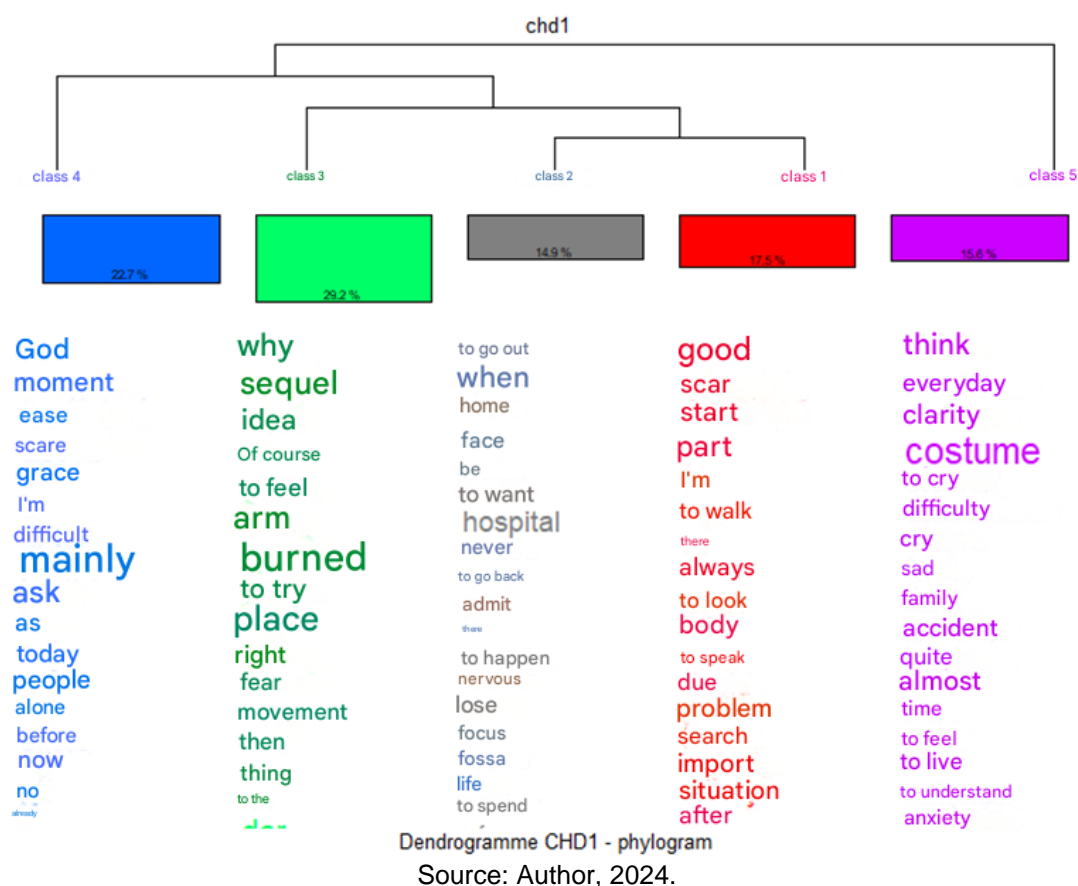 chd1
class 4
class 3
class 2
class 1
class 5
22.7 %
29.2 %
14.9 %
17.5 %
15.6 %
God
moment
ease
scare
grace
I'm
difficult
mainly
ask
as
today
people
alone
before
now
no
already
why
sequel
idea
Of course
to feel
arm
burned
to try
place
right
fear
movement
then
thing
to the
to go out
when
home
face
be
to want
hospital
never
to go back
admit
there
to happen
nervous
lose
focus
fossa
life
to spend
good
scar
start
part
I'm
to walk
there
always
to look
body
to speak
due
problem
search
import
situation
after
think
everyday
clarity
costume
to cry
difficulty
cry
sad
family
accident
quite
almost
time
to feel
to live
to understand
anxiety
Dendrogramme CHD1 - phylogram
Source: Author, 2024.